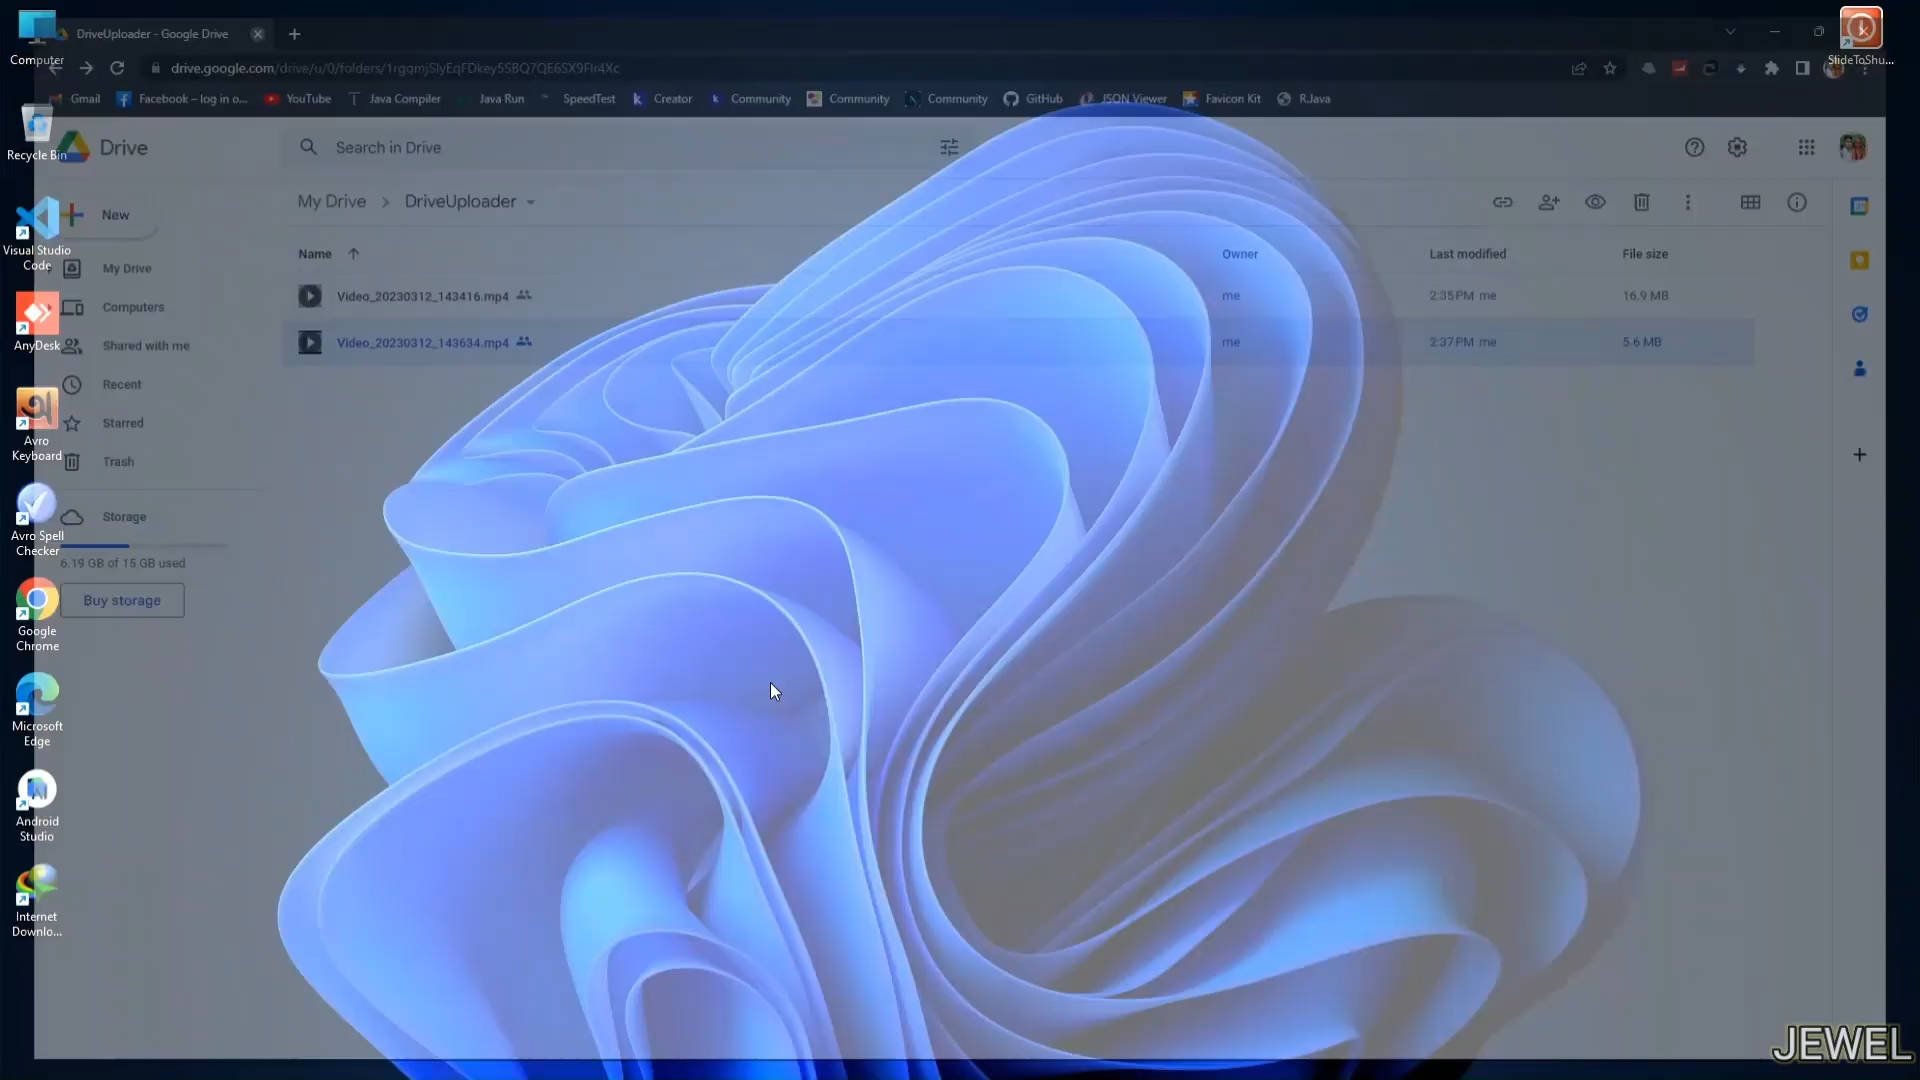 DriveUploader - Google Drive
Computer
drive.google.com/drive/u/0/folders/
SlideToShu...
Gmail
Facebook – log in o...
YouTube
Java Compiler
Java Run
SpeedTest
Creator
Community
Community
Community
GitHub
JSON Viewer
Favicon Kit
R.Java
Recycle Bin
Drive
Search in Drive
New
My Drive
DriveUploader
Visual Studio
Code
Name
Owner
Last modified
File size
My Drive
Video_20230312_143416.mp4
me
2:35 PM me
16.9 MB
Computers
AnyDesk
Shared with me
Video_20230312_143634.mp4
me
2:37 PM me
5.6 MB
Recent
Starred
Avro
Keyboard
Trash
Storage
Avro Spell
Checker
6.19 GB of 15 GB used
Buy storage
Google
Chrome
Microsoft
Edge
Android
Studio
Internet
Downlo...
JEWEL